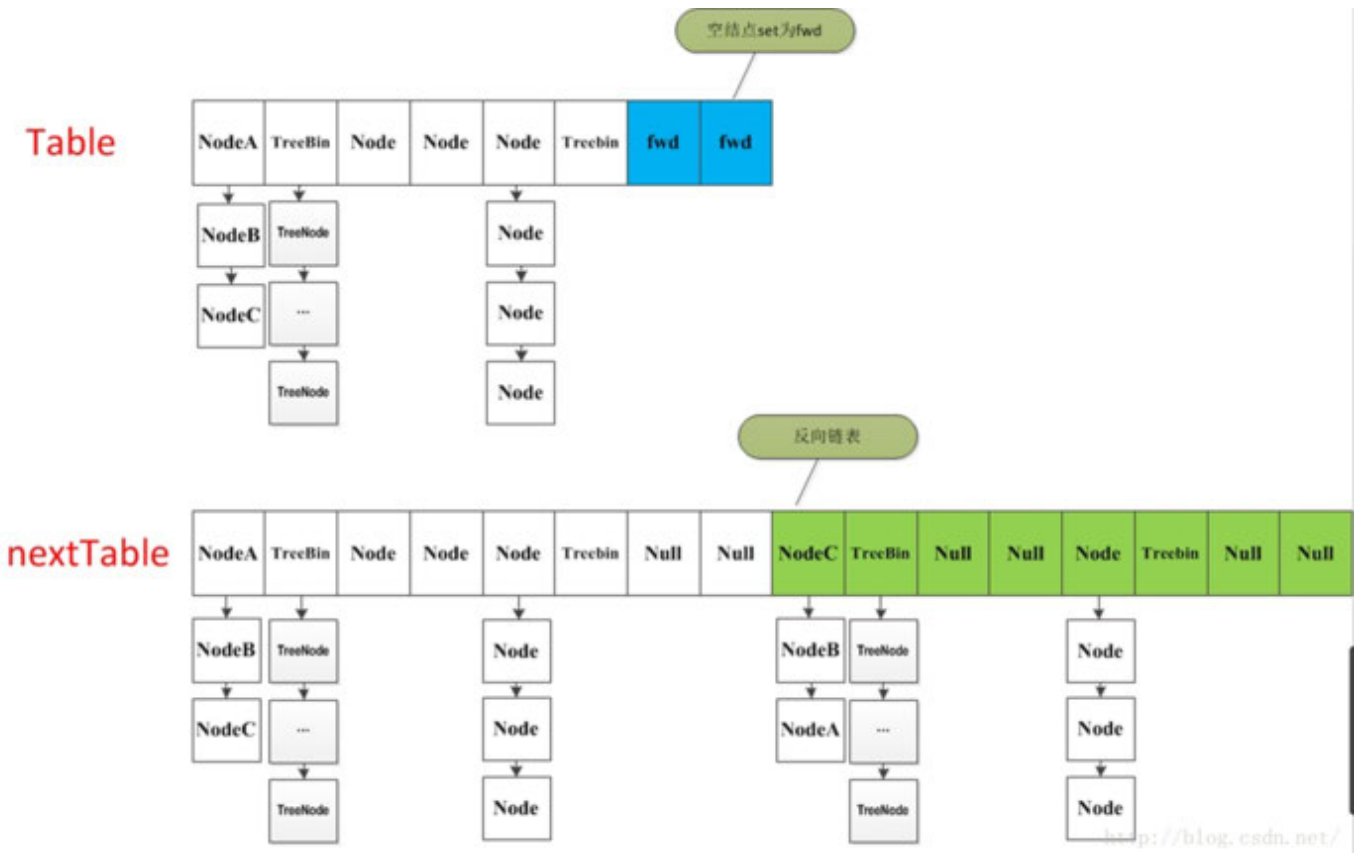 空结点set为fwd
Table
NodeA TreeBin Node Node Node Treebin fwd fwd
NodeB TreeNode Node
NodeC ... Node
TreeNode Node
反向链表
nextTable
NodeA TreeBin Node Node Node Treebin Null Null NodeC TreeBin Null Null Node Treebin Null Null
NodeB TreeNode Node NodeB TreeNode Node
NodeC ... Node NodeA ... Node
TreeNode Node TreeNode Node
http://blog.csdn.net/